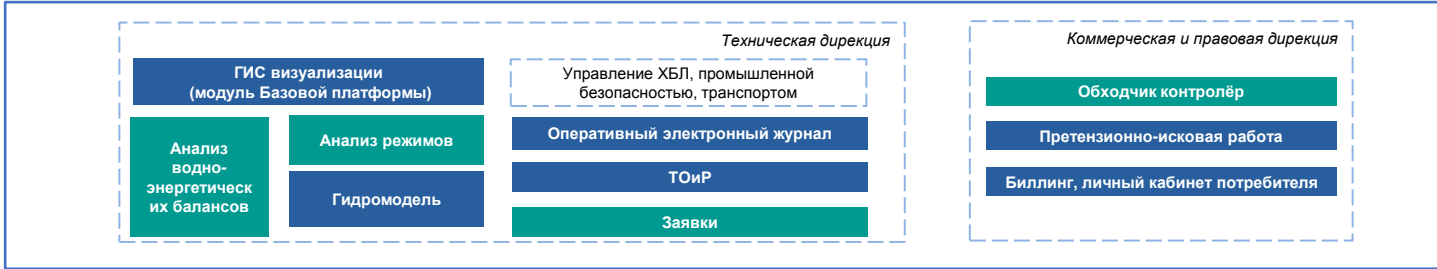 Техническая дирекция
ГИС визуализации
(модуль Базовой платформы)
Анализ
водно-
энергетическ
их балансов
Анализ режимов
Гидромодель
Управление ХБЛ, промышленной
безопасностью, транспортом
Оперативный электронный журнал
ТОиР
Заявки
Коммерческая и правовая дирекция
Обходчик контролёр
Претензионно-исковая работа
Биллинг, личный кабинет потребителя